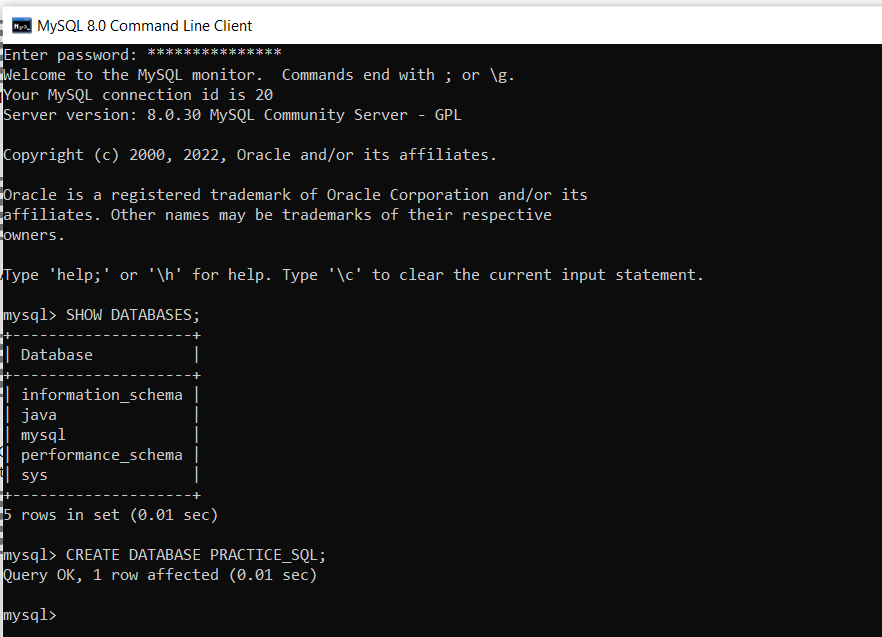 MySQL 8.0 Command Line Client
Enter password: ***************
Welcome to the MySQL monitor.  Commands end with ; or \g.
Your MySQL connection id is 20
Server version: 8.0.30 MySQL Community Server - GPL
Copyright (c) 2000, 2022, Oracle and/or its affiliates.
Oracle is a registered trademark of Oracle Corporation and/or its
affiliates. Other names may be trademarks of their respective
owners.
Type 'help;' or '\h' for help. Type '\c' to clear the current input statement.
mysql> SHOW DATABASES;
+--------------------+
| Database           |
+--------------------+
| information_schema |
| java               |
| mysql              |
| performance_schema |
| sys                |
+--------------------+
5 rows in set (0.01 sec)
mysql> CREATE DATABASE PRACTICE_SQL;
Query OK, 1 row affected (0.01 sec)
mysql>